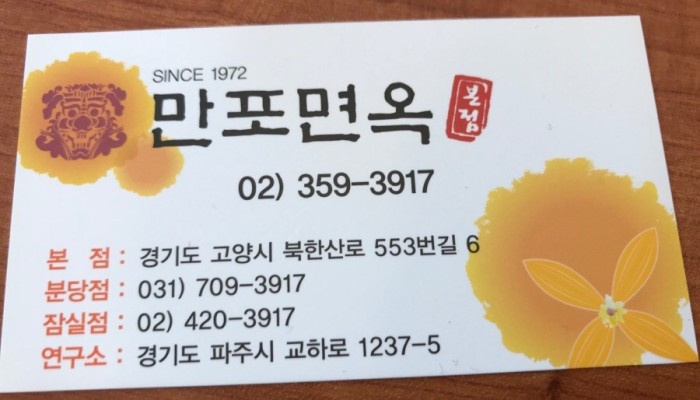 SINCE 1972
만포면옥 본점
02) 359-3917
본 점 : 경기도 고양시 북한산로 553번길 6
분당점 : 031) 709-3917
잠실점 : 02) 420-3917
연구소 : 경기도 파주시 교하로 1237-5